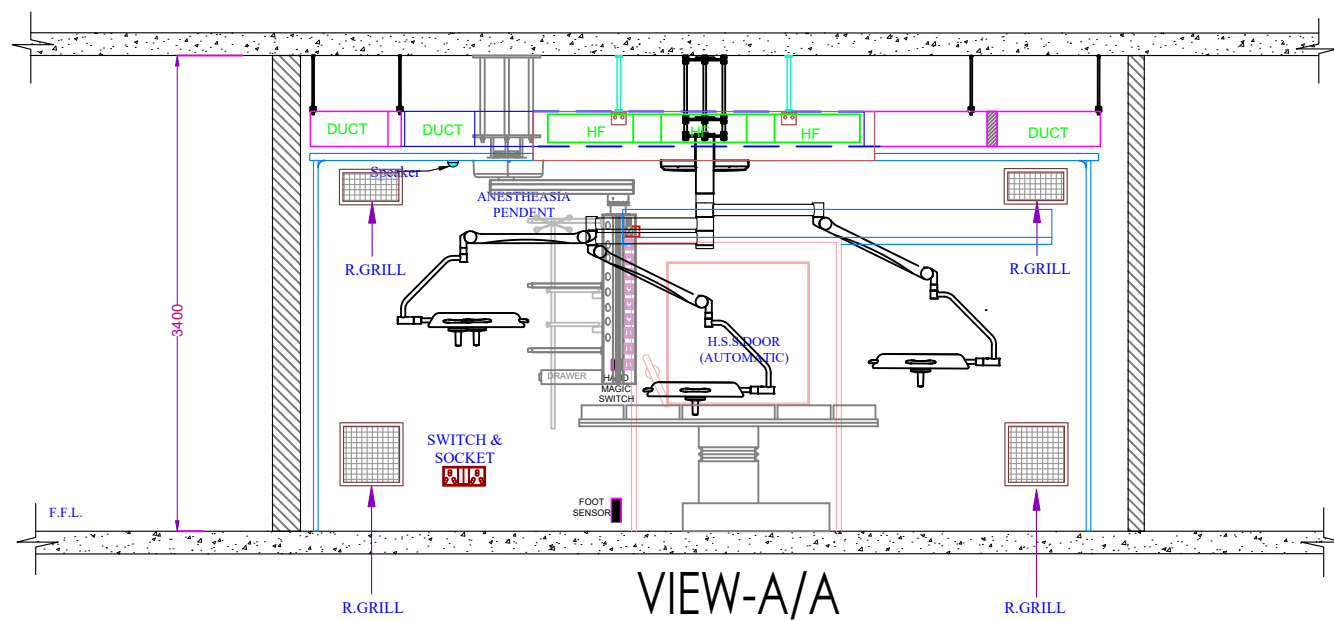 DUCT
DUCT
HF
HF
HF
DUCT
Speaker
ANESTHEASIA
PENDENT
R.GRILL
R.GRILL
3400
H.S.S.DOOR
(AUTOMATIC)
DRAWER
HAND
MAGIC
SWITCH
SWITCH &
SOCKET
FOOT
SENSOR
F.F.L.
R.GRILL
R.GRILL
VIEW-A/A